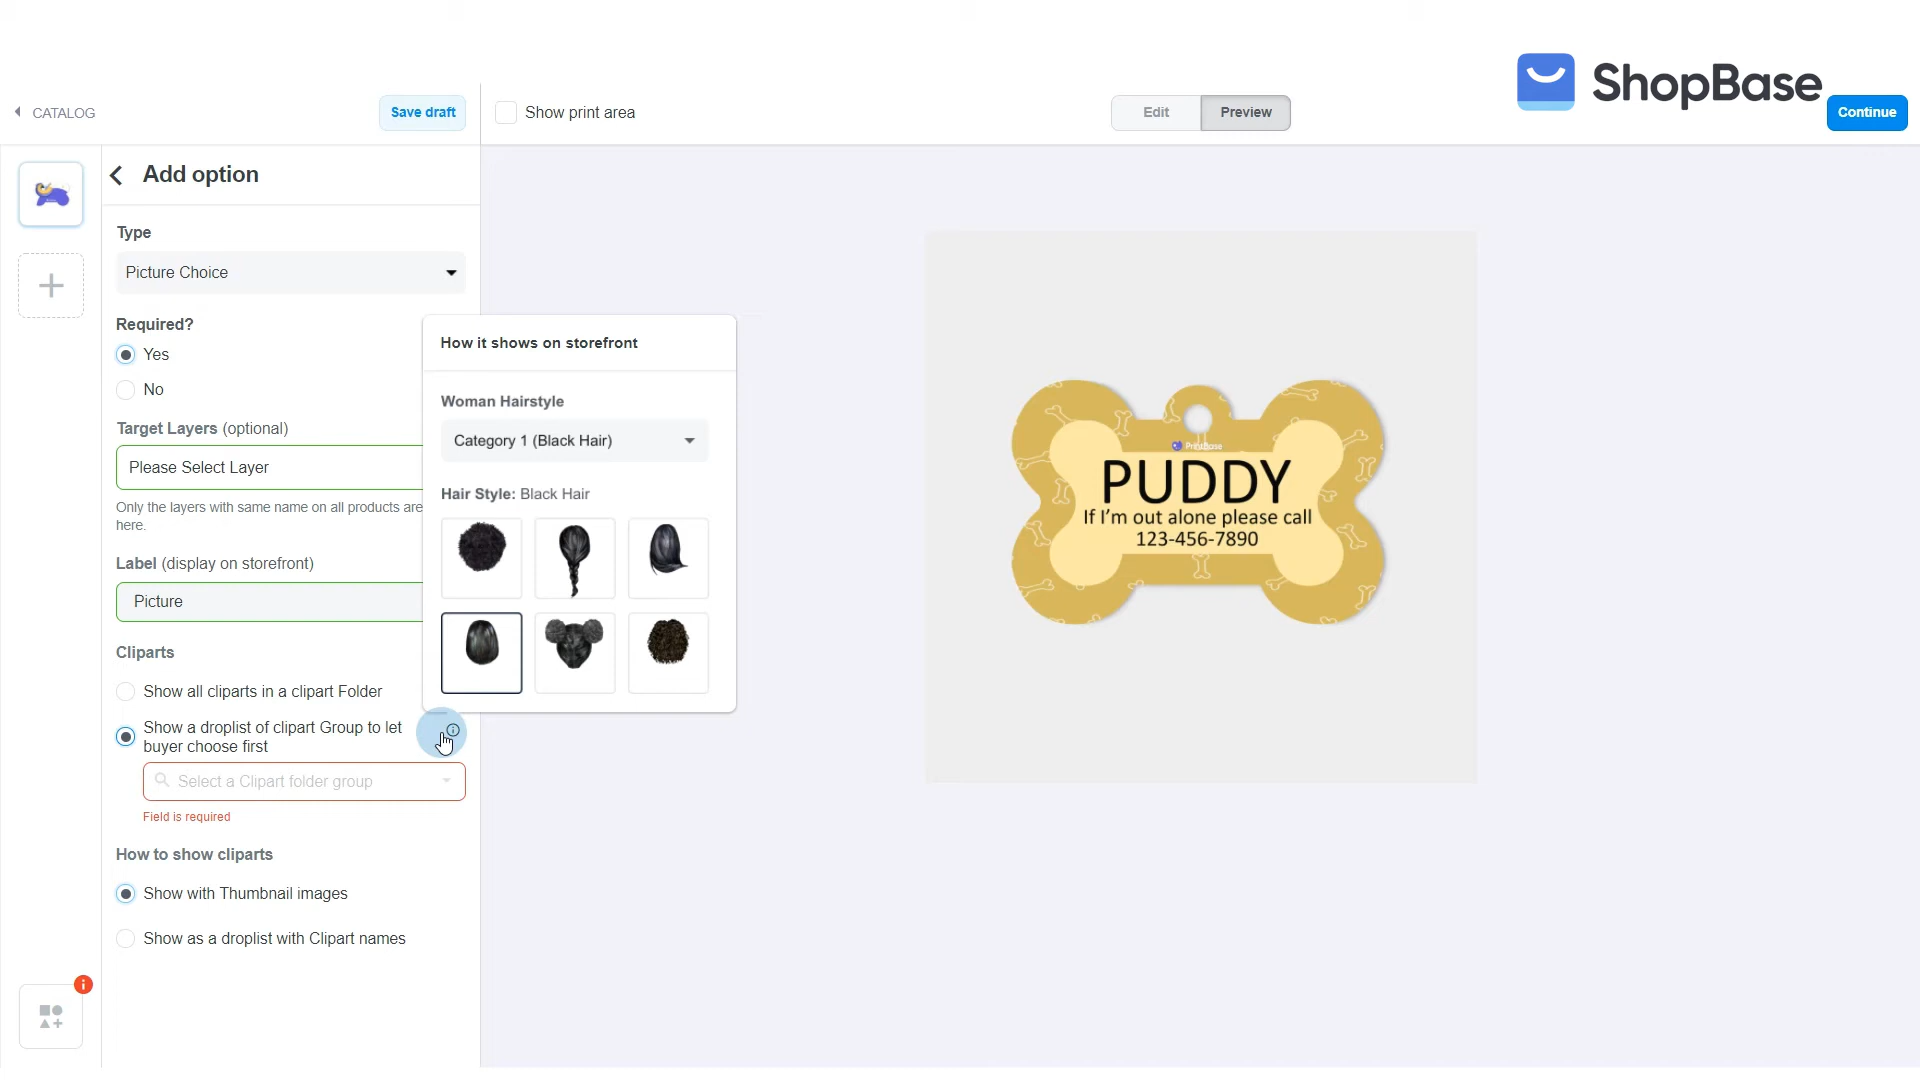 ShopBase
CATALOG
Save draft
Show print area
Edit
Preview
Continue
Add option
Type
Picture Choice
Required?
Yes
No
Target Layers (optional)
Please Select Layer
Only the layers with same name on all products are
here.
Label (display on storefront)
Picture
Cliparts
Show all cliparts in a clipart Folder
Show a droplist of clipart Group to let
buyer choose first
Select a Clipart folder group
Field is required
How to show cliparts
Show with Thumbnail images
Show as a droplist with Clipart names
How it shows on storefront
Woman Hairstyle
Category 1 (Black Hair)
Hair Style: Black Hair
PrintBase
PUDDY
If I'm out alone please call
123-456-7890